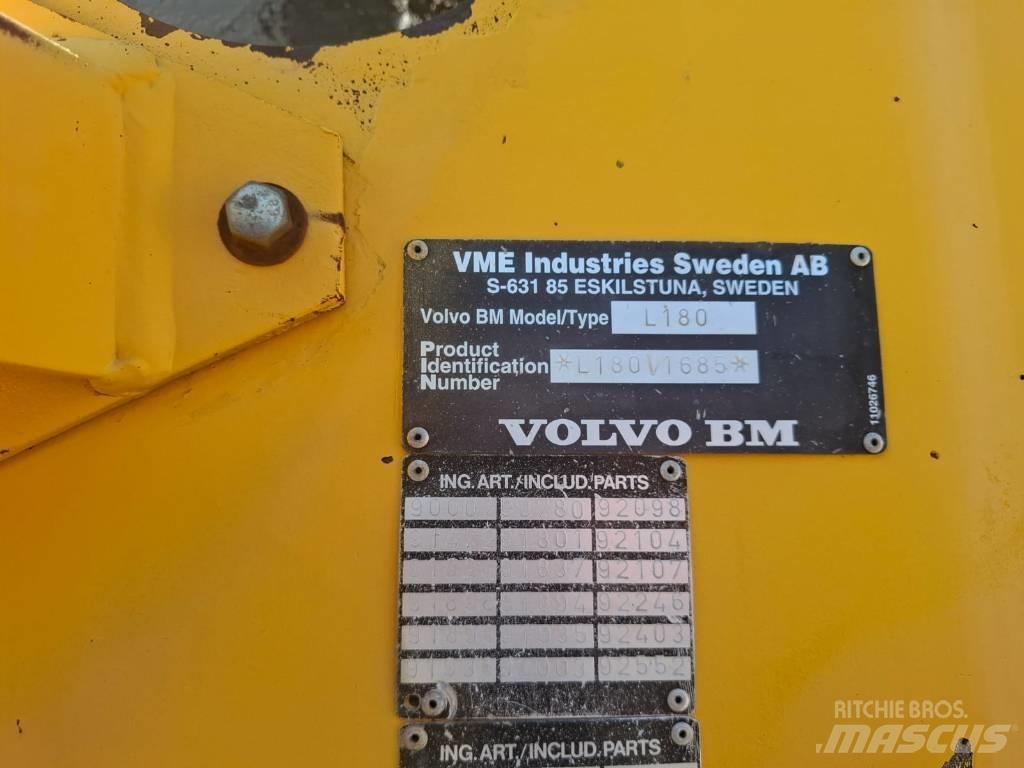 VME Industries Sweden AB
S-631 85 ESKILSTUNA, SWEDEN
Volvo BM Model/Type L180
Product
Identification *L180V1685*
Number
11026746
VOLVO BM
ING. ART./INCLUD. PARTS
92098
92104
92107
92246
92403
92552
ING. ART./INCLUD. PARTS
RITCHIE BROS.
MASCUS